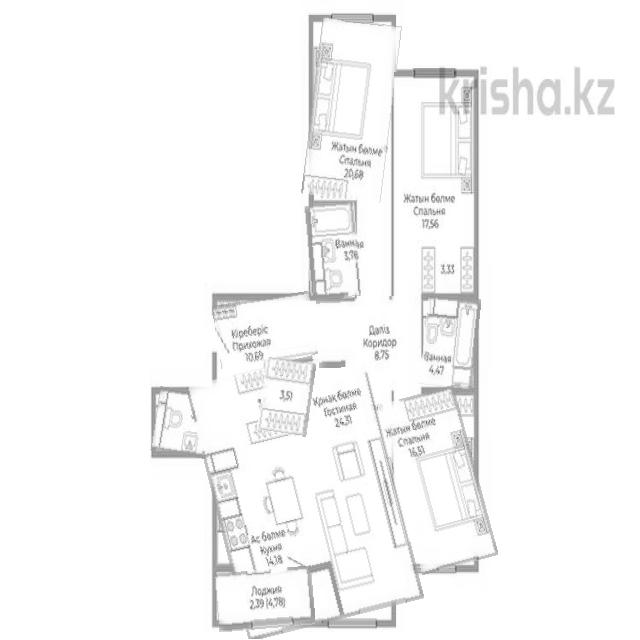 krisha.kz
Жатын бөлме
Спальня
20,68
Жатын бөлме
Спальня
17,56
3,33
Ванная
3,78
Кіреберіс
Прихожая
10,69
Дәліз
Коридор
8,75
Ванная
4,47
3,51
Қонақ бөлме
Гостиная
24,31
Жатын бөлме
Спальня
16,51
Ас бөлме
Кухня
14,18
Лоджия
2,39 (4,78)